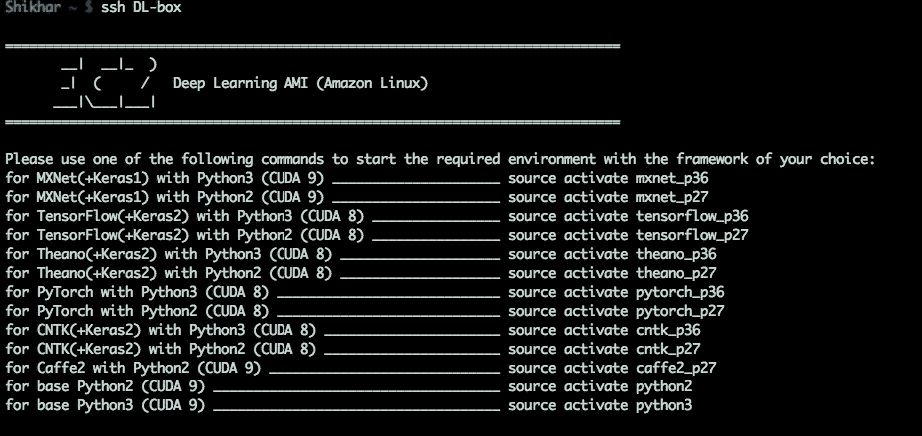 Shikhar ~ $ ssh DL-box
=============================================================================
       __|  __|_  )
       _|  (     /   Deep Learning AMI (Amazon Linux)
      ___|\___|___|
=============================================================================
Please use one of the following commands to start the required environment with the framework of your choice:
for MXNet(+Keras1) with Python3 (CUDA 9) _____________________ source activate mxnet_p36
for MXNet(+Keras1) with Python2 (CUDA 9) _____________________ source activate mxnet_p27
for TensorFlow(+Keras2) with Python3 (CUDA 8) ________________ source activate tensorflow_p36
for TensorFlow(+Keras2) with Python2 (CUDA 8) ________________ source activate tensorflow_p27
for Theano(+Keras2) with Python3 (CUDA 8) ____________________ source activate theano_p36
for Theano(+Keras2) with Python2 (CUDA 8) ____________________ source activate theano_p27
for PyTorch with Python3 (CUDA 8) ____________________________ source activate pytorch_p36
for PyTorch with Python2 (CUDA 8) ____________________________ source activate pytorch_p27
for CNTK(+Keras2) with Python3 (CUDA 8) ______________________ source activate cntk_p36
for CNTK(+Keras2) with Python2 (CUDA 8) ______________________ source activate cntk_p27
for Caffe2 with Python2 (CUDA 9) _____________________________ source activate caffe2_p27
for base Python2 (CUDA 9) ____________________________________ source activate python2
for base Python3 (CUDA 9) ____________________________________ source activate python3